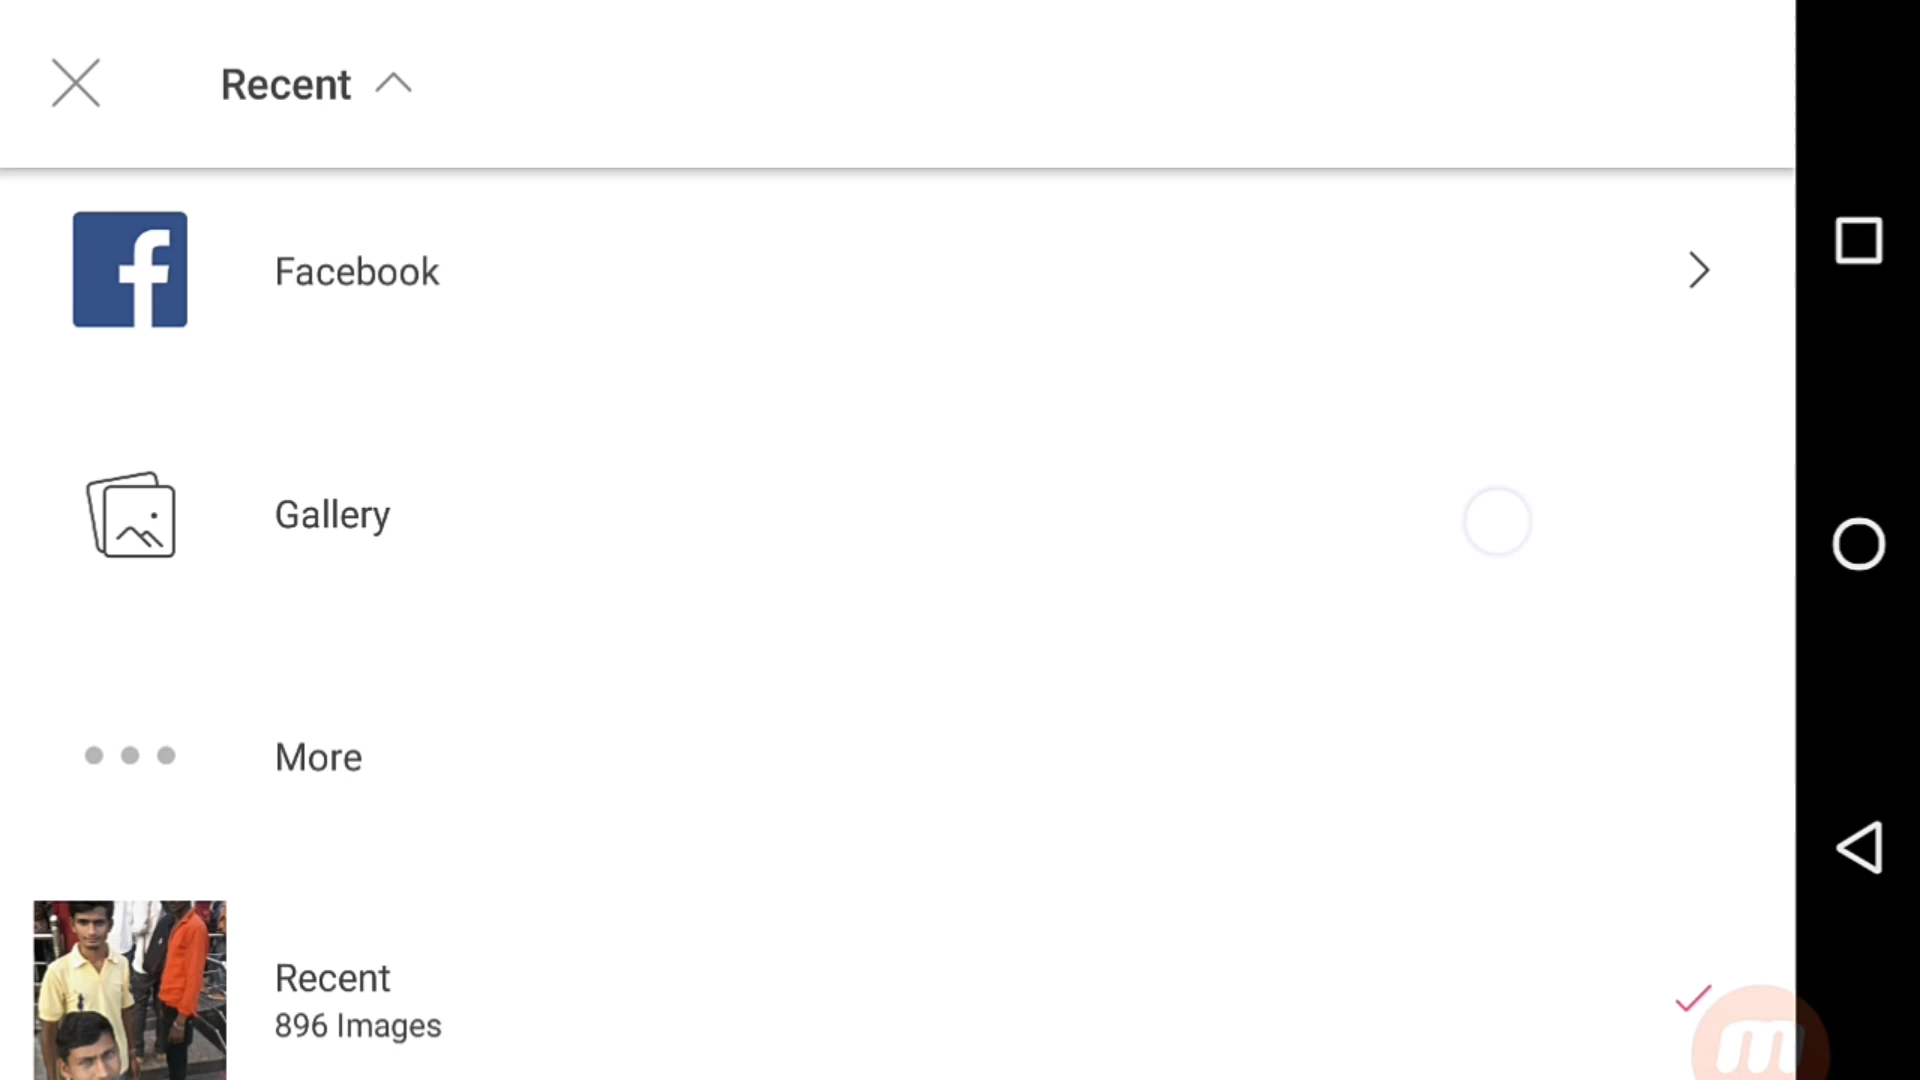 Recent
Facebook
Gallery
More
Recent
896 Images